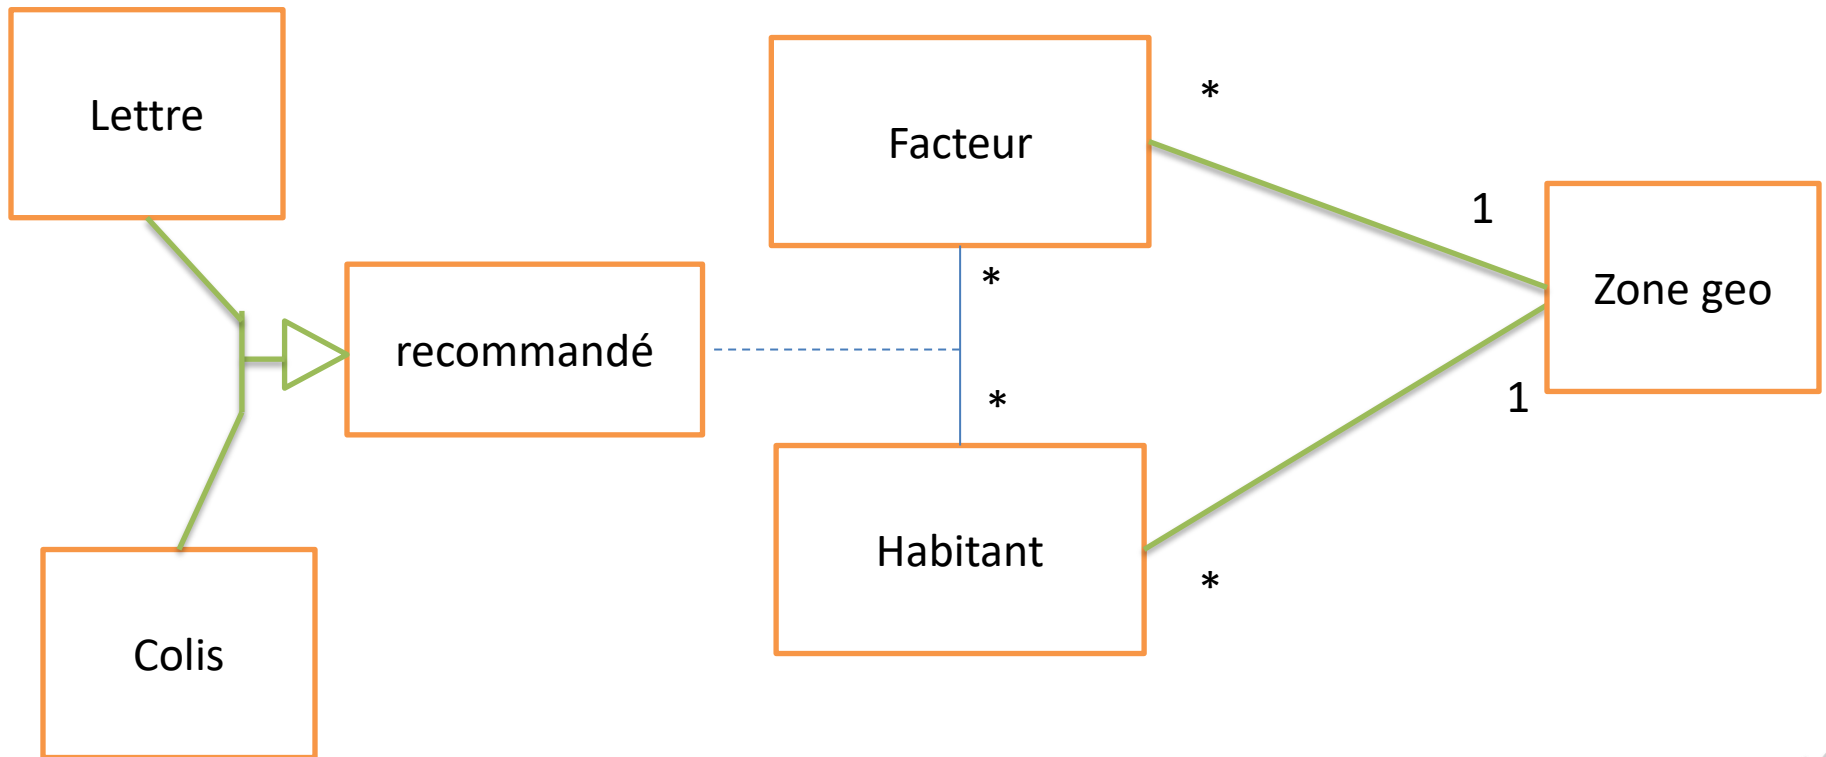 Lettre
Facteur
*
1
Zone geo
*
recommandé
*
1
Habitant
*
Colis